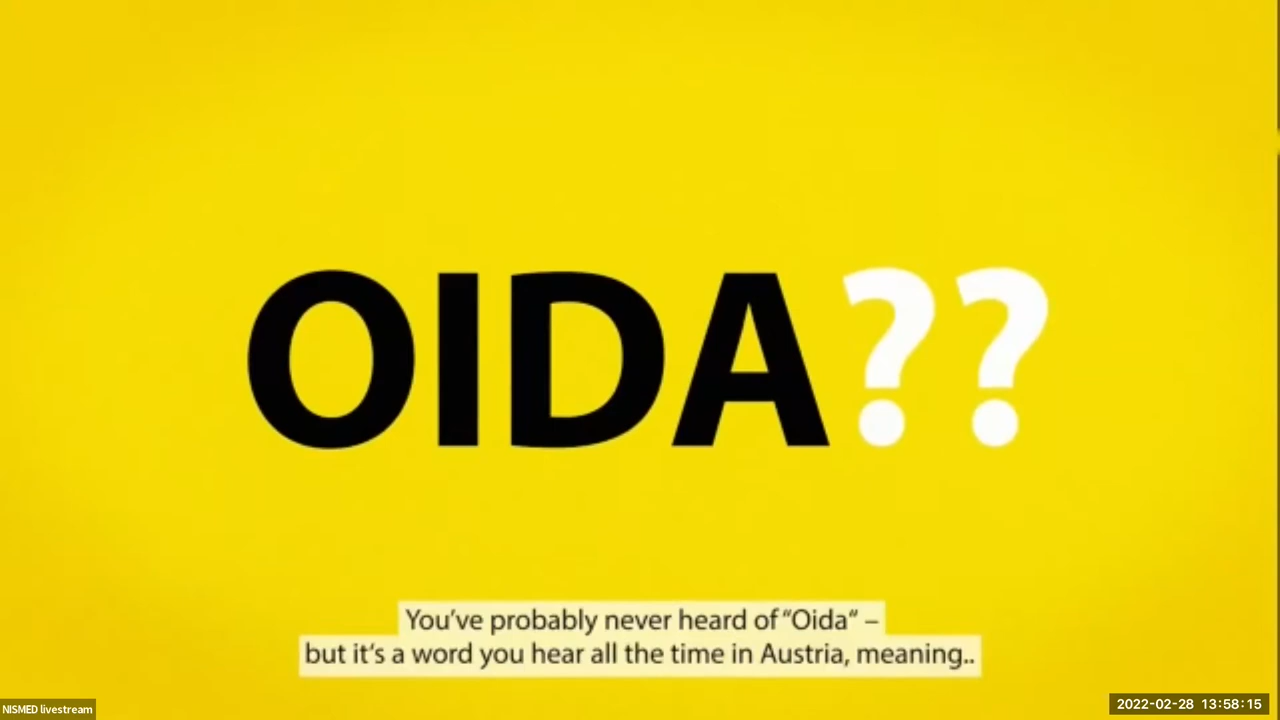 OIDA??
You’ve probably never heard of “Oida“ –
but it’s a word you hear all the time in Austria, meaning..
NISMED livestream
2022-02-28 13:58:15